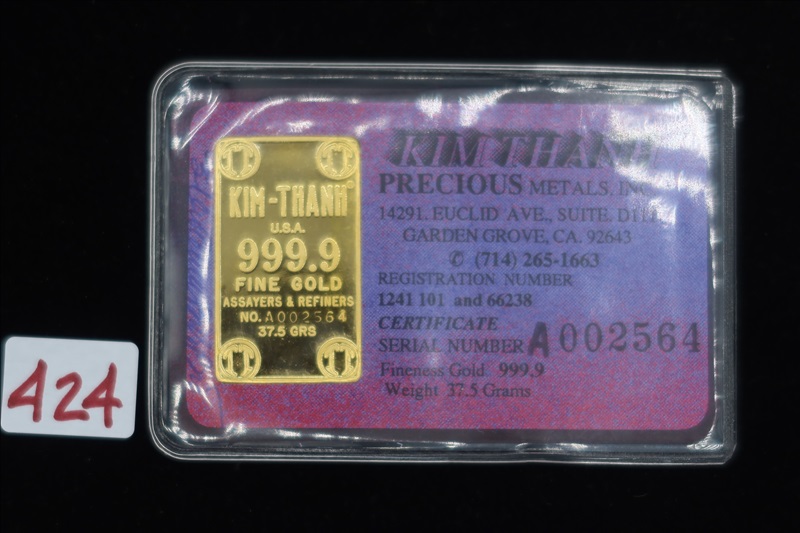 424
KIM-THANH®
U.S.A.
999.9
FINE GOLD
ASSAYERS & REFINERS
NO. A002564
37.5 GRS
KIM THANH
PRECIOUS METALS, INC.
14291. EUCLID AVE., SUITE. D111
GARDEN GROVE, CA. 92643
✆ (714) 265-1663
REGISTRATION NUMBER
1241 101 and 66238
CERTIFICATE
SERIAL NUMBER A002564
Fineness Gold 999.9
Weight 37.5 Grams